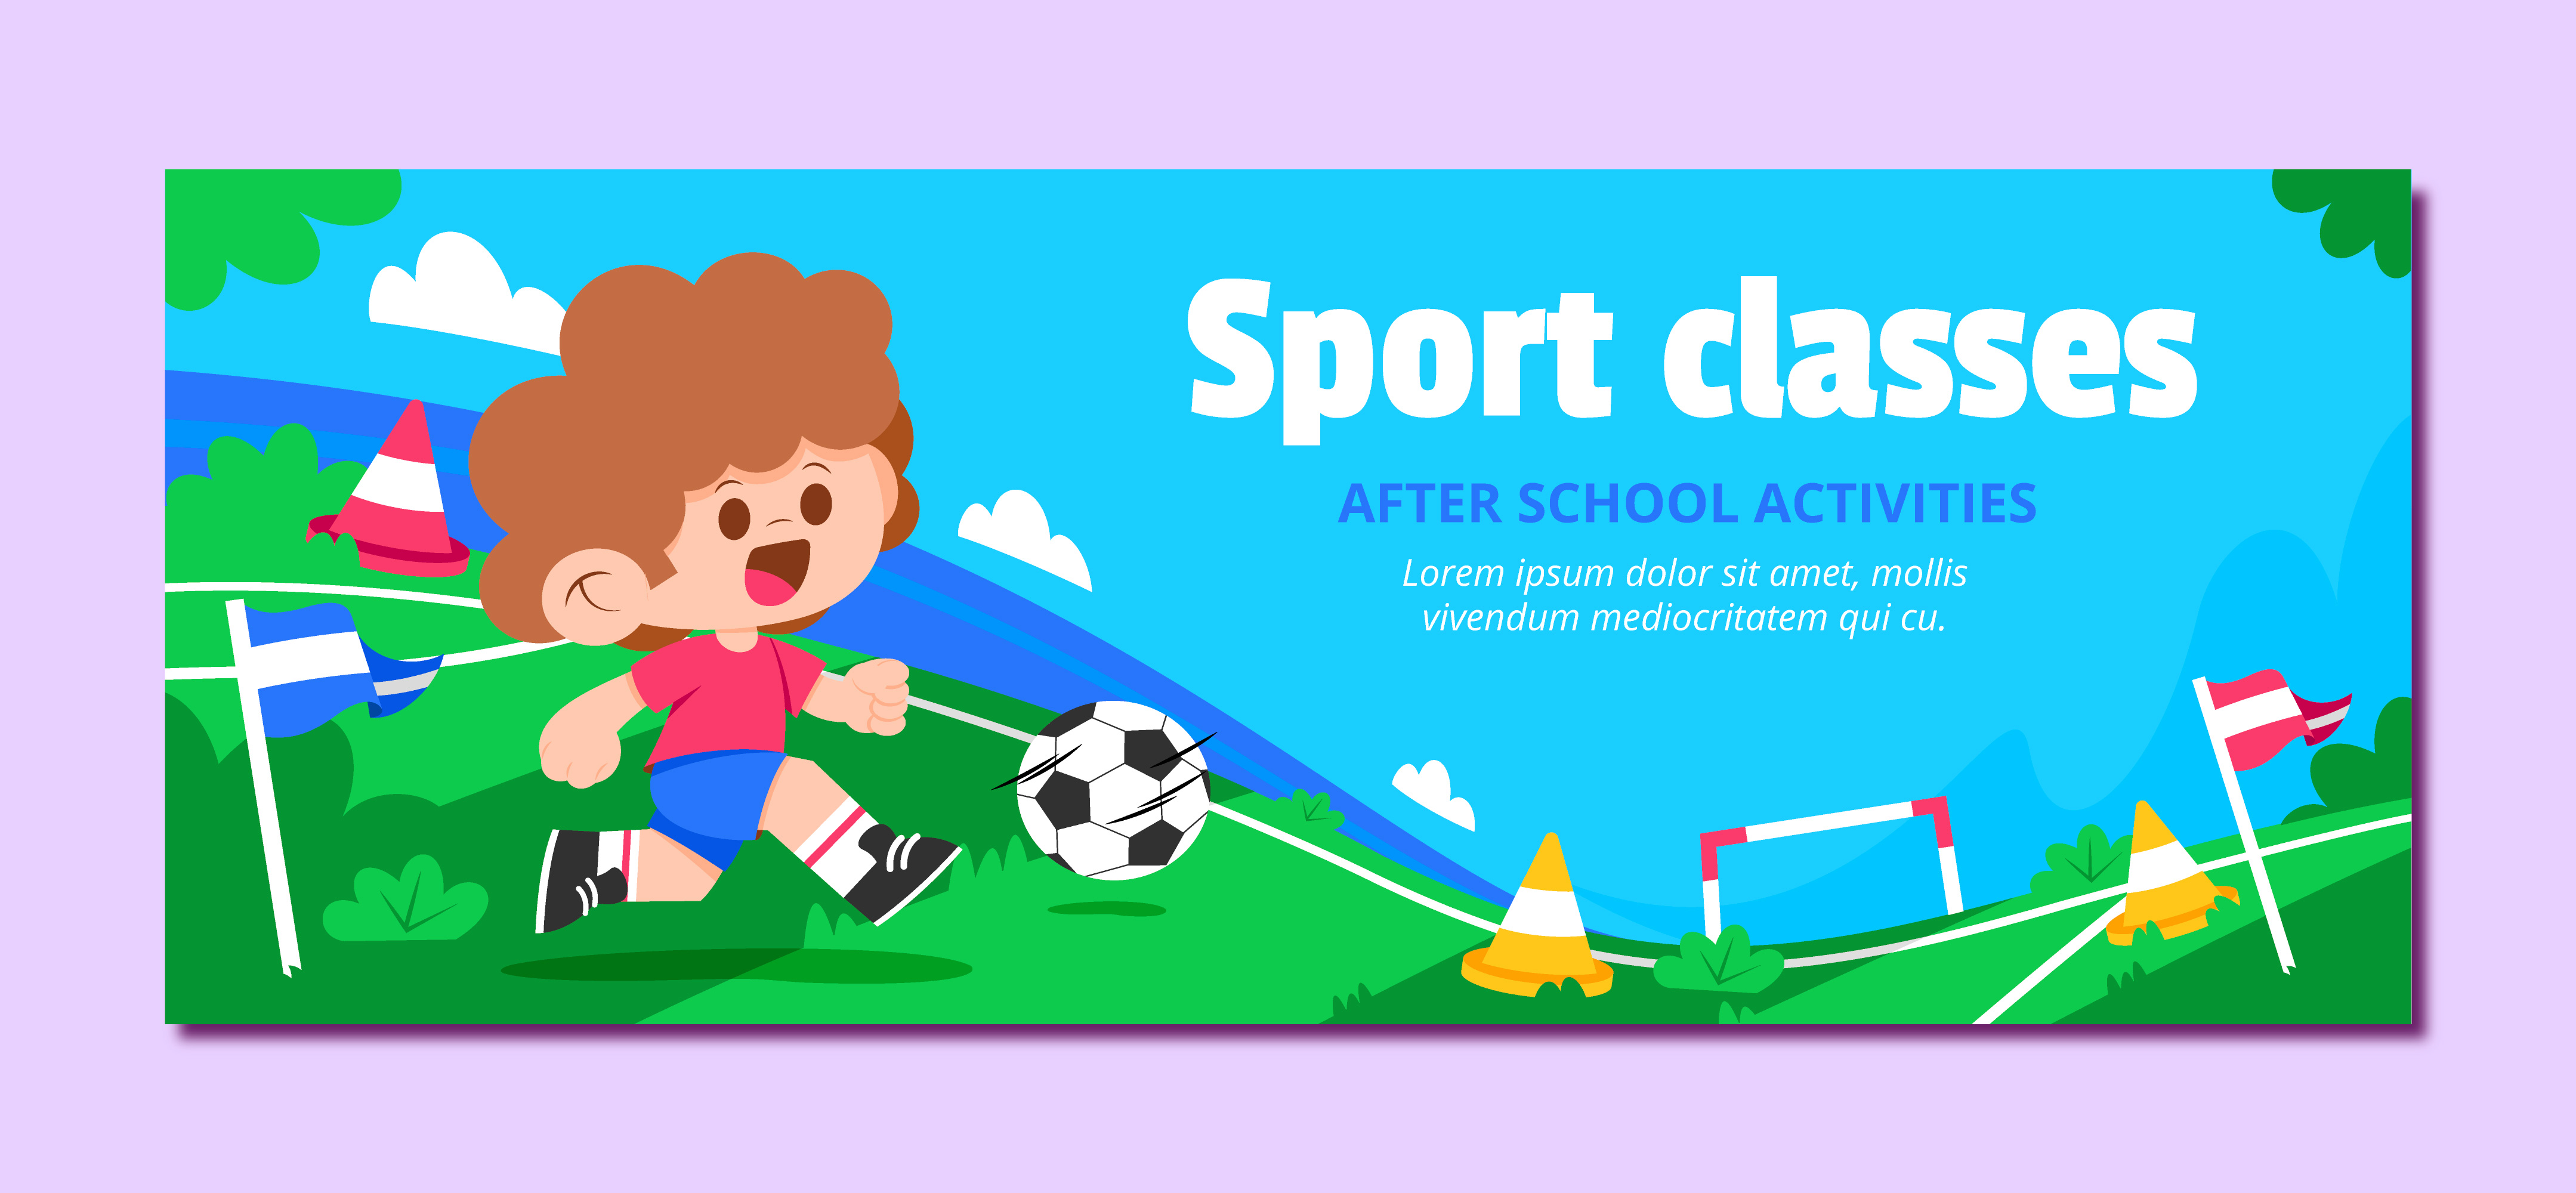 Sport classes
AFTER SCHOOL ACTIVITIES
Lorem ipsum dolor sit amet, mollis
vivendum mediocritatem qui cu.